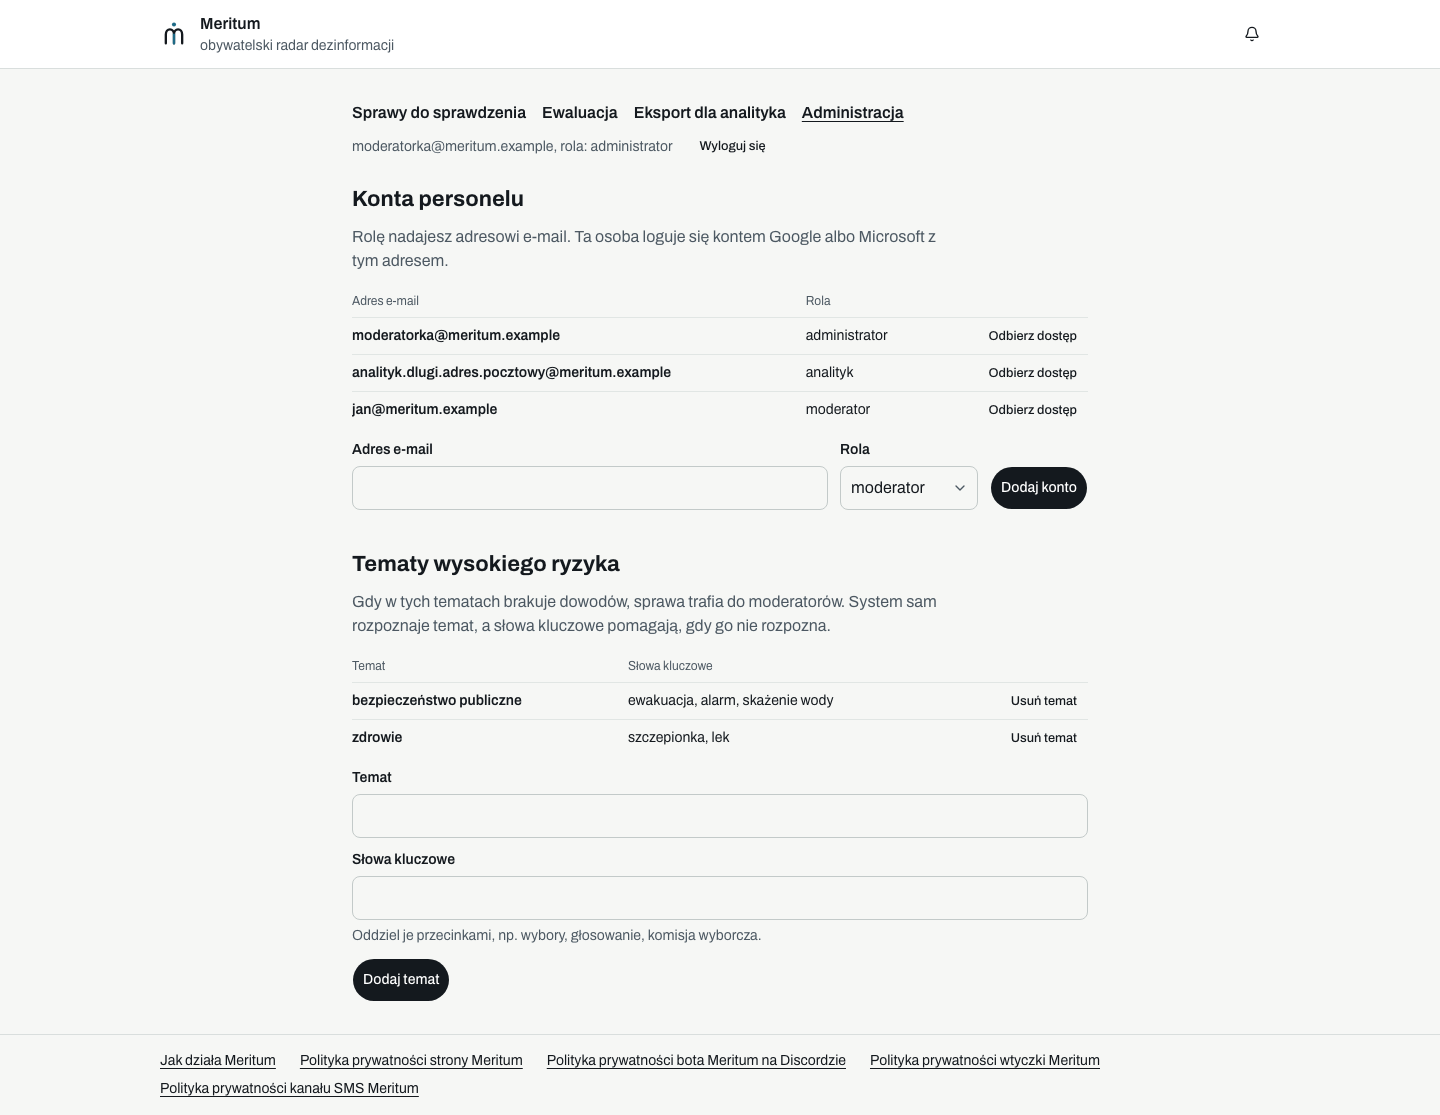 Meritum
obywatelski radar dezinformacji
Sprawy do sprawdzenia Ewaluacja Eksport dla analityka Administracja
moderatorka@meritum.example, rola: administrator Wyloguj się
Konta personelu
Rolę nadajesz adresowi e-mail. Ta osoba loguje się kontem Google albo Microsoft z
tym adresem.
Adres e-mail Rola
moderatorka@meritum.example administrator Odbierz dostęp
analityk.dlugi.adres.pocztowy@meritum.example analityk Odbierz dostęp
jan@meritum.example moderator Odbierz dostęp
Adres e-mail Rola
moderator Dodaj konto
Tematy wysokiego ryzyka
Gdy w tych tematach brakuje dowodów, sprawa trafia do moderatorów. System sam
rozpoznaje temat, a słowa kluczowe pomagają, gdy go nie rozpozna.
Temat Słowa kluczowe
bezpieczeństwo publiczne ewakuacja, alarm, skażenie wody Usuń temat
zdrowie szczepionka, lek Usuń temat
Temat
Słowa kluczowe
Oddziel je przecinkami, np. wybory, głosowanie, komisja wyborcza.
Dodaj temat
Jak działa Meritum Polityka prywatności strony Meritum Polityka prywatności bota Meritum na Discordzie Polityka prywatności wtyczki Meritum
Polityka prywatności kanału SMS Meritum